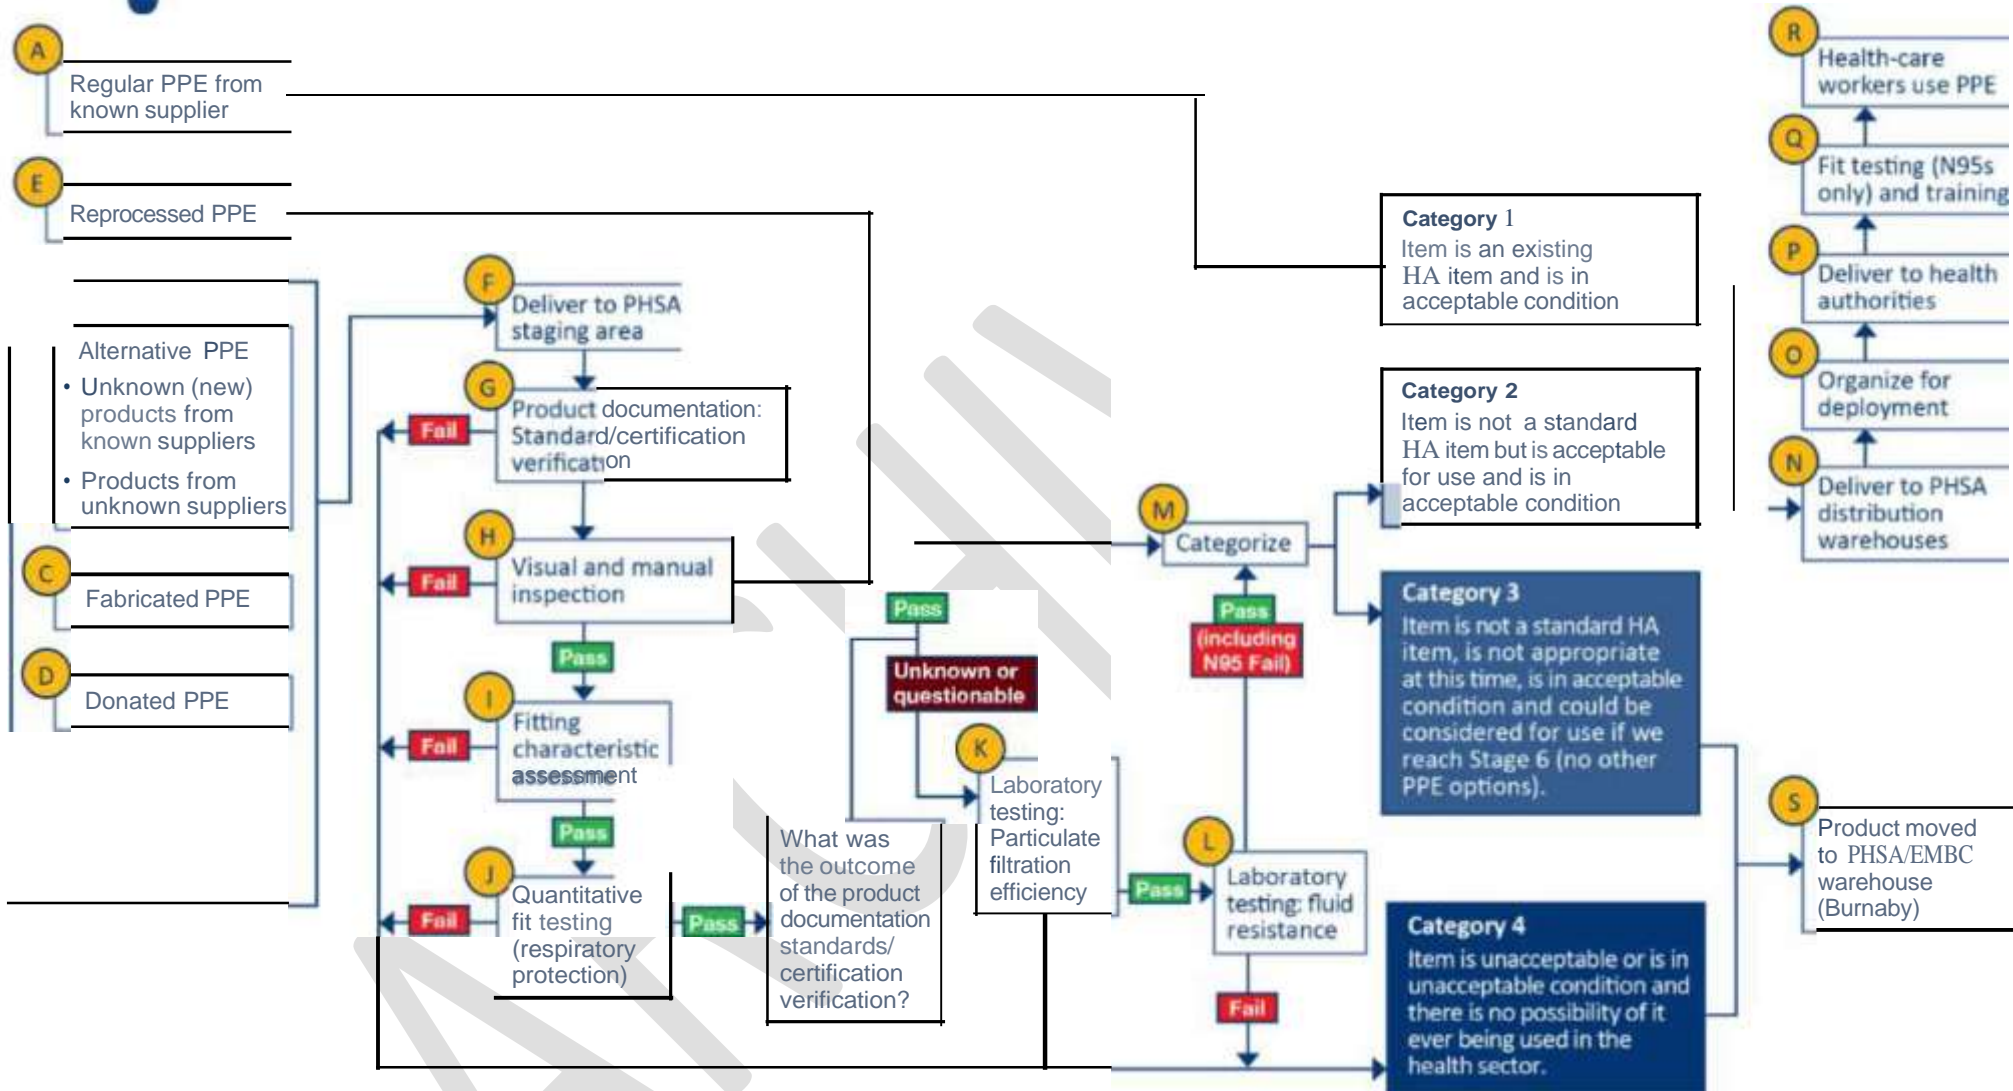 A
Regular PPE from
known supplier
E
Reprocessed PPE
Alternative PPE
• Unknown (new)
products from
known suppliers
• Products from
unknown suppliers
C
Fabricated PPE
D
Donated PPE
F
Deliver to PHSA
staging area
G
Product documentation:
Standard/certification
verification
Fail
H
Visual and manual
inspection
Fail
Pass
I
Fitting
characteristic
assessment
Fail
Pass
J
Quantitative
fit testing
(respiratory
protection)
Fail
Pass
What was
the outcome
of the product
documentation
standards/
certification
verification?
Pass
Unknown or
questionable
K
Laboratory
testing:
Particulate
filtration
efficiency
Pass
L
Laboratory
testing: fluid
resistance
Fail
Pass
(including
N95 Fail)
M
Categorize
Category 1
Item is an existing
HA item and is in
acceptable condition
Category 2
Item is not a standard
HA item but is acceptable
for use and is in
acceptable condition
Category 3
Item is not a standard HA
item, is not appropriate
at this time, is in acceptable
condition and could be
considered for use if we
reach Stage 6 (no other
PPE options).
Category 4
Item is unacceptable or is in
unacceptable condition and
there is no possibility of it
ever being used in the
health sector.
R
Health-care
workers use PPE
Q
Fit testing (N95s
only) and training
P
Deliver to health
authorities
O
Organize for
deployment
N
Deliver to PHSA
distribution
warehouses
S
Product moved
to PHSA/EMBC
warehouse
(Burnaby)